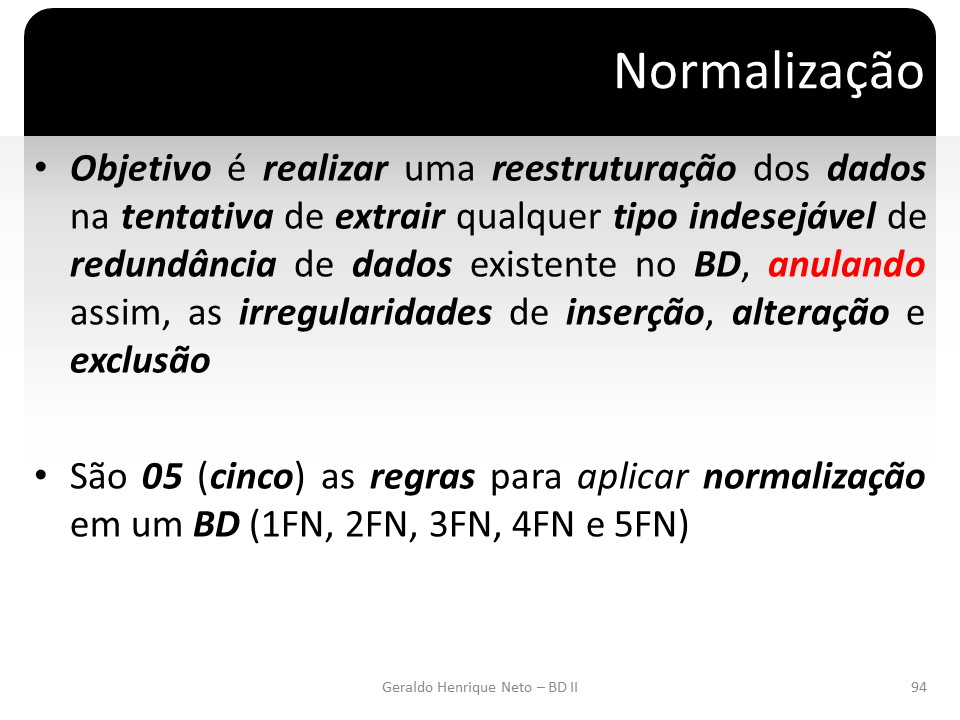 Normalização
• Objetivo é realizar uma reestruturação dos dados
na tentativa de extrair qualquer tipo indesejável de
redundância de dados existente no BD, anulando
assim, as irregularidades de inserção, alteração e
exclusão
• São 05 (cinco) as regras para aplicar normalização
em um BD (1FN, 2FN, 3FN, 4FN e 5FN)
Geraldo Henrique Neto – BD II
94